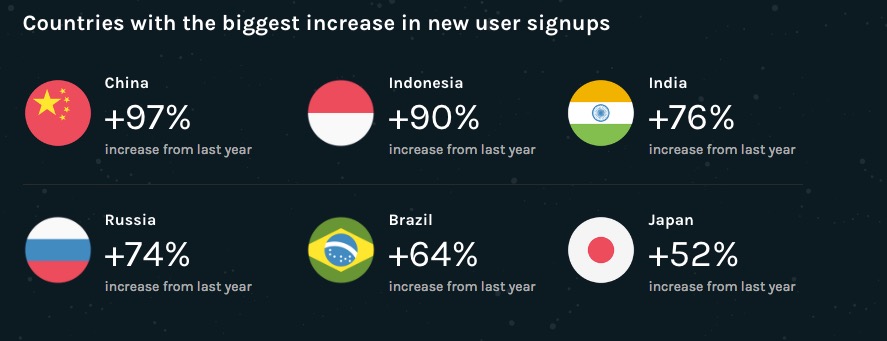 Countries with the biggest increase in new user signups
China
+97%
increase from last year
Indonesia
+90%
increase from last year
India
+76%
increase from last year
Russia
+74%
increase from last year
Brazil
+64%
increase from last year
Japan
+52%
increase from last year